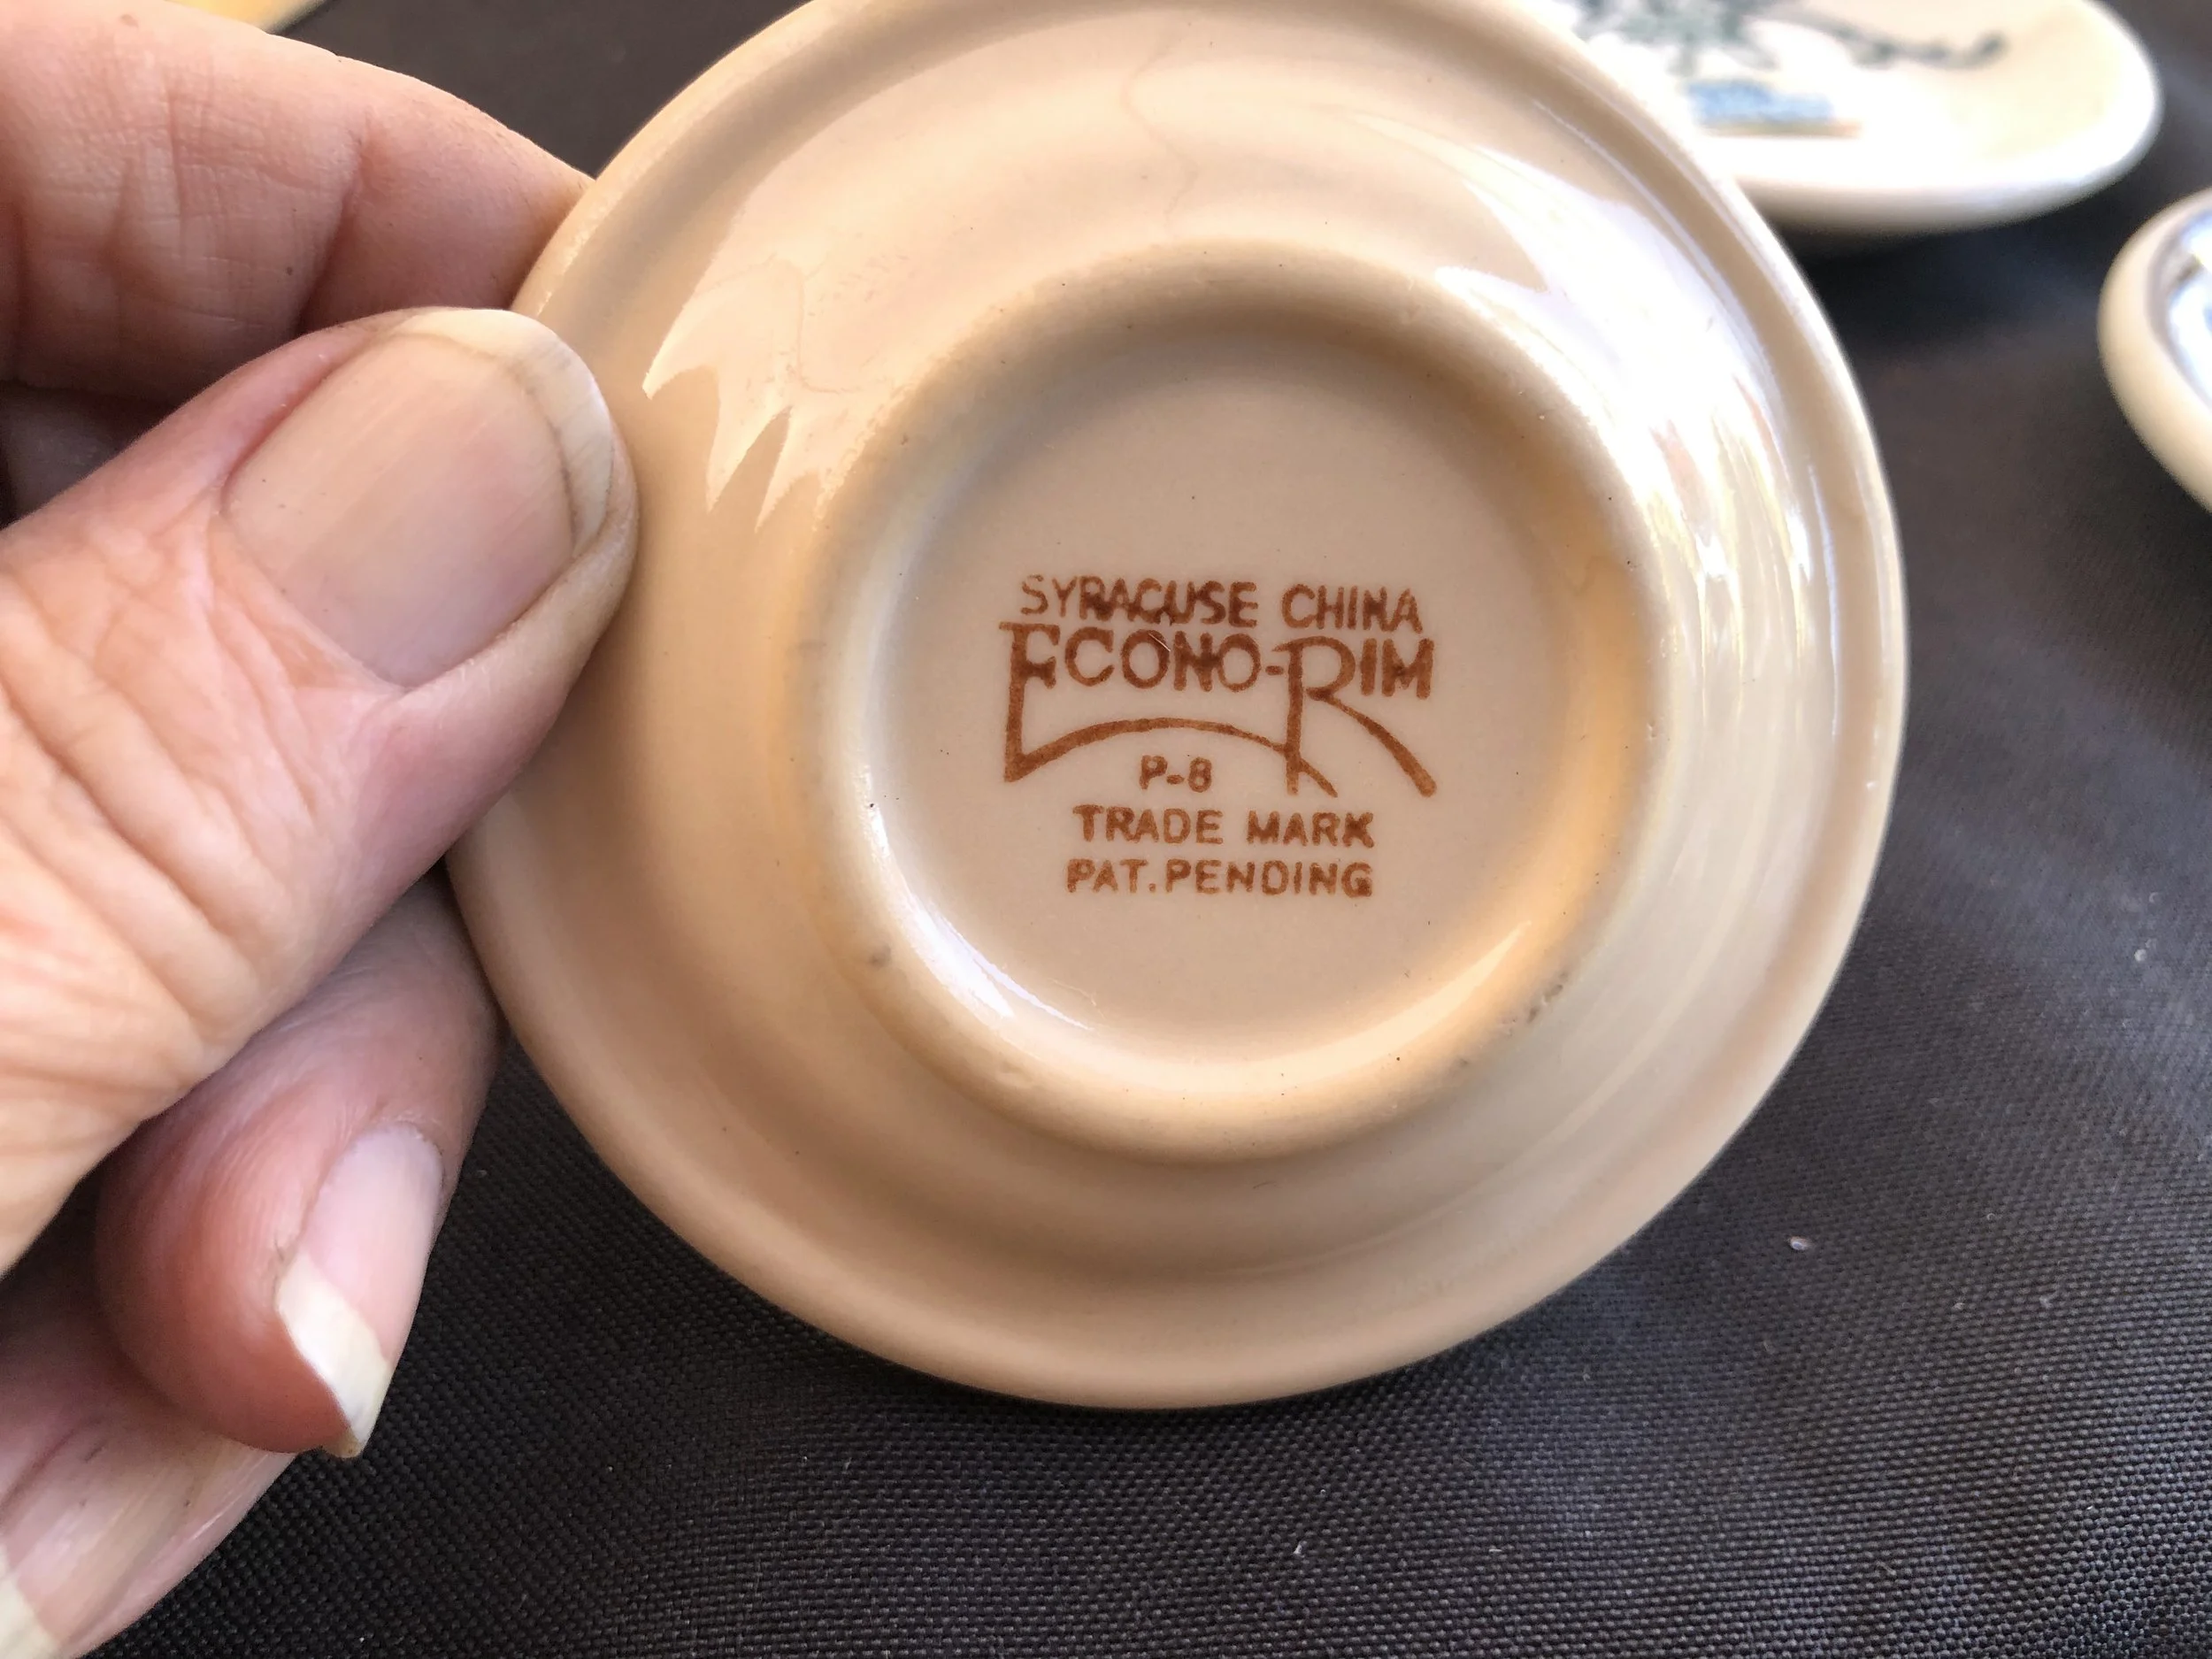 SYRACUSE CHINA
ECONO-RIM
P-8
TRADE MARK
PAT.PENDING